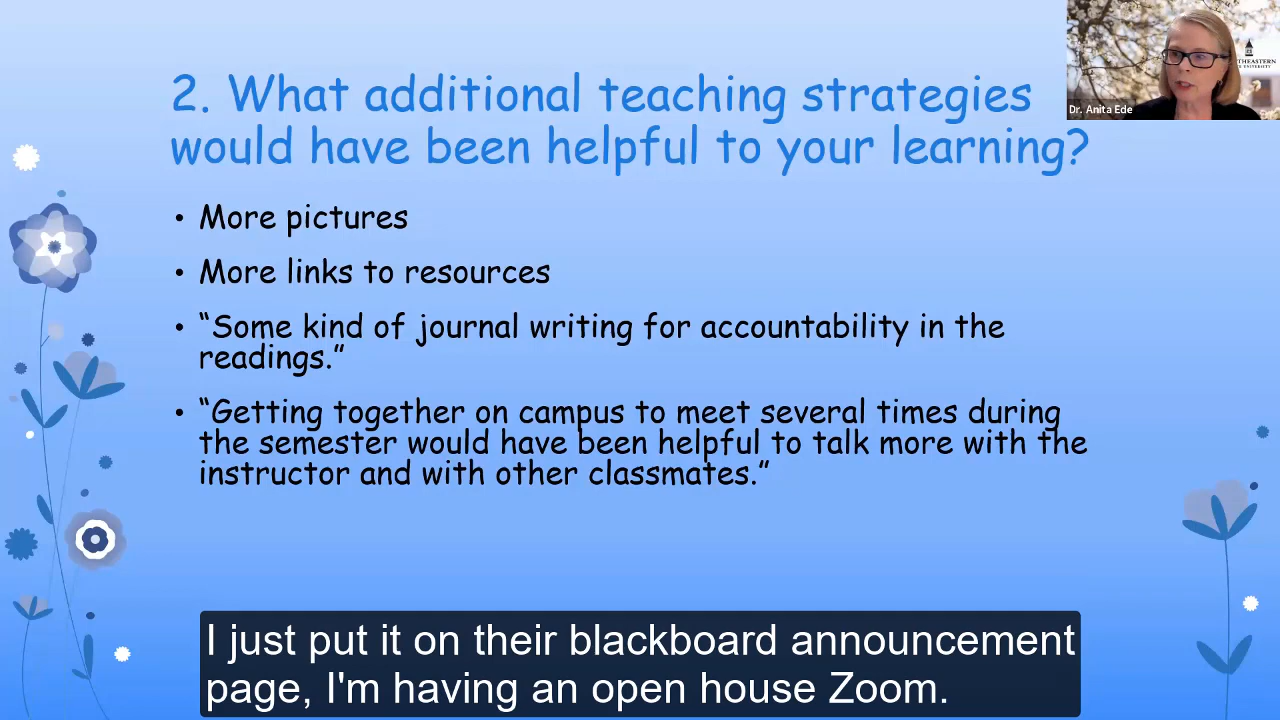 2. What additional teaching strategies
would have been helpful to your learning?
• More pictures
• More links to resources
• “Some kind of journal writing for accountability in the
readings.”
• “Getting together on campus to meet several times during
the semester would have been helpful to talk more with the
instructor and with other classmates.”
Dr. Anita Ede
I just put it on their blackboard announcement
page, I'm having an open house Zoom.